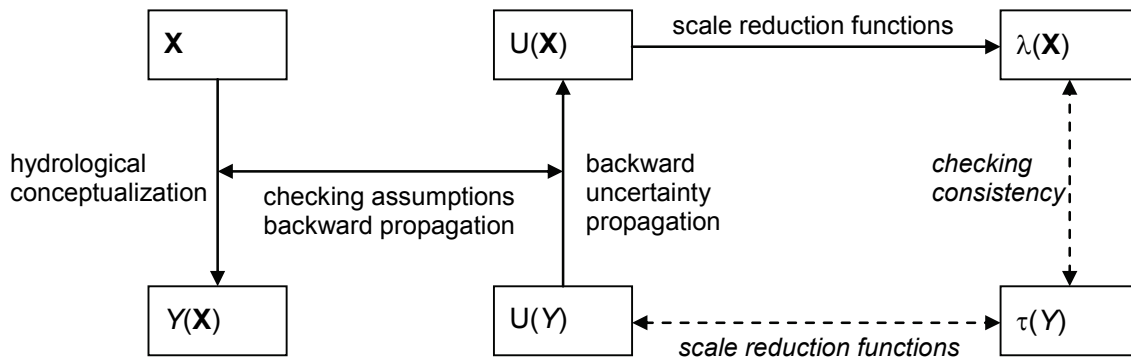 X
U(X)
scale reduction functions
λ(X)
hydrological
conceptualization
checking assumptions
backward propagation
backward
uncertainty
propagation
checking
consistency
Y(X)
U(Y)
scale reduction functions
τ(Y)